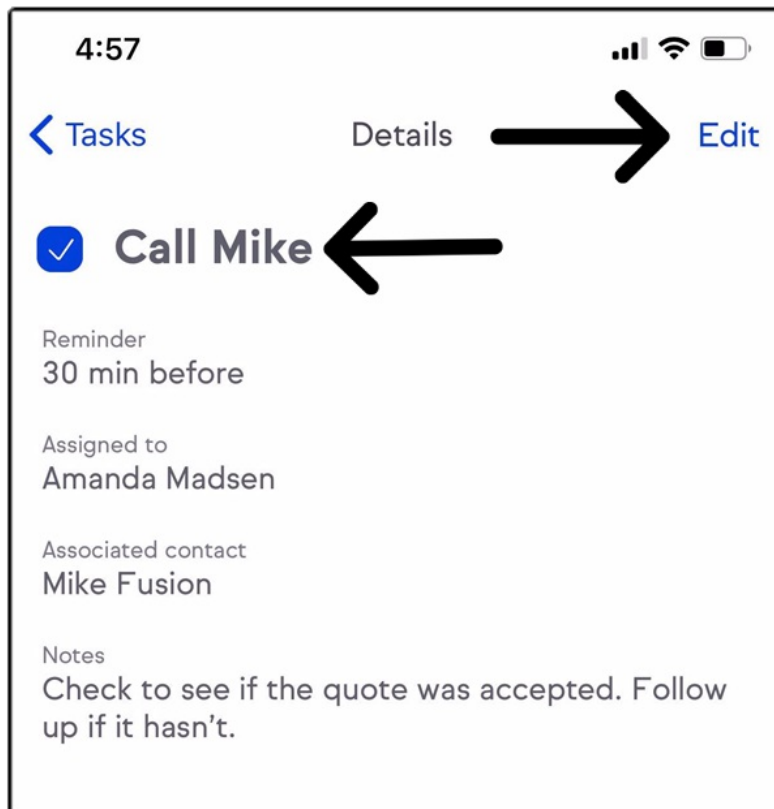 4:57
Tasks Details Edit
Call Mike
Reminder
30 min before
Assigned to
Amanda Madsen
Associated contact
Mike Fusion
Notes
Check to see if the quote was accepted. Follow
up if it hasn't.